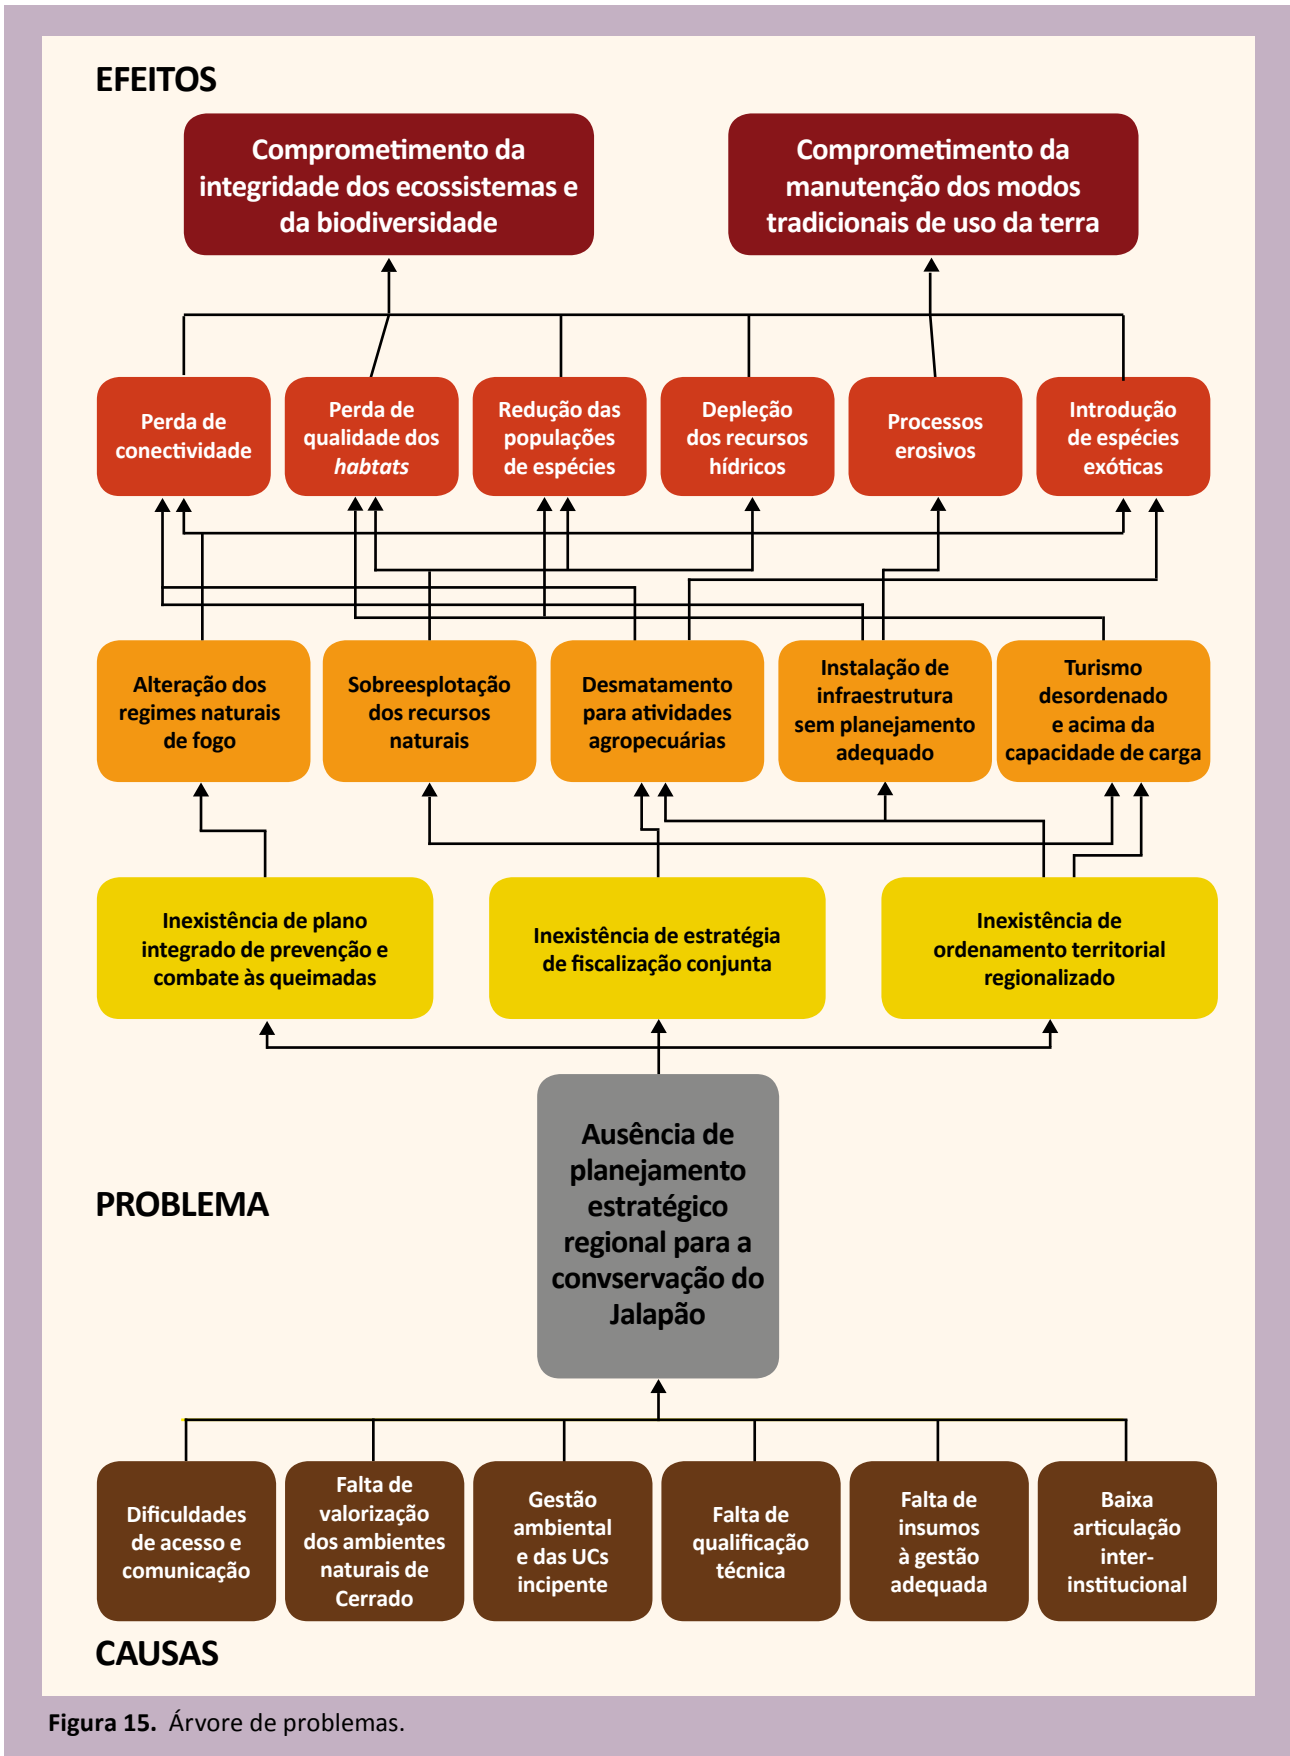 EFEITOS
Comprometimento da
integridade dos ecossistemas e
da biodiversidade
Comprometimento da
manutenção dos modos
tradicionais de uso da terra
Perda de
conectividade
Perda de
qualidade dos
habtats
Redução das
populações
de espécies
Depleção
dos recursos
hídricos
Processos
erosivos
Introdução
de espécies
exóticas
Alteração dos
regimes naturais
de fogo
Sobreesplotação
dos recursos
naturais
Desmatamento
para atividades
agropecuárias
Instalação de
infraestrutura
sem planejamento
adequado
Turismo
desordenado
e acima da
capacidade de carga
Inexistência de plano
integrado de prevenção e
combate às queimadas
Inexistência de estratégia
de fiscalização conjunta
Inexistência de
ordenamento territorial
regionalizado
PROBLEMA
Ausência de
planejamento
estratégico
regional para a
convservação do
Jalapão
Dificuldades
de acesso e
comunicação
Falta de
valorização
dos ambientes
naturais de
Cerrado
Gestão
ambiental
e das UCs
incipente
Falta de
qualificação
técnica
Falta de
insumos
à gestão
adequada
Baixa
articulação
inter-
institucional
CAUSAS
Figura 15. Árvore de problemas.